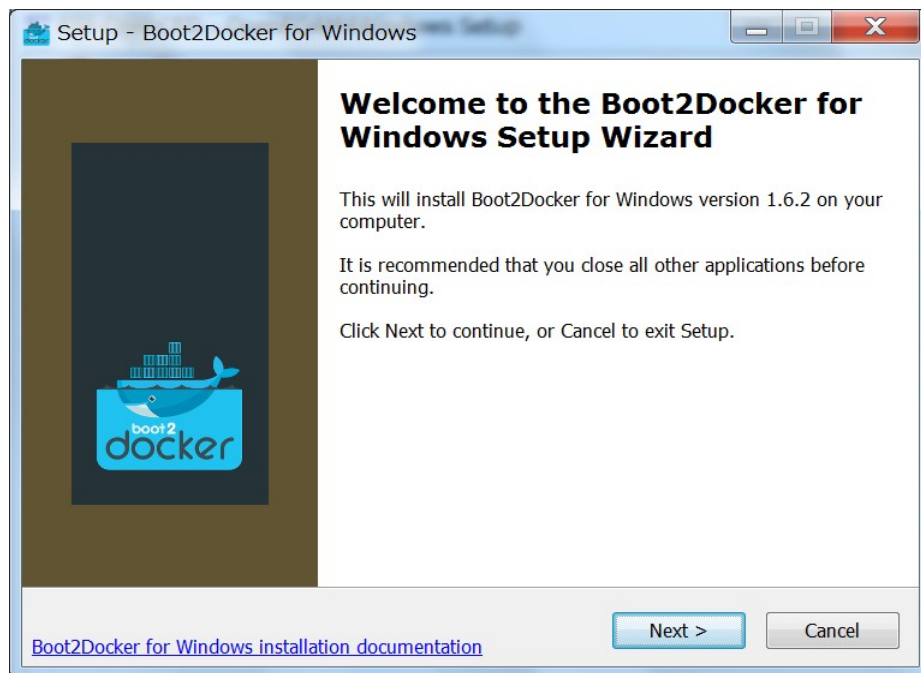 Setup - Boot2Docker for Windows
Welcome to the Boot2Docker for
Windows Setup Wizard
This will install Boot2Docker for Windows version 1.6.2 on your
computer.
It is recommended that you close all other applications before
continuing.
Click Next to continue, or Cancel to exit Setup.
boot2
docker
Boot2Docker for Windows installation documentation
Next >
Cancel